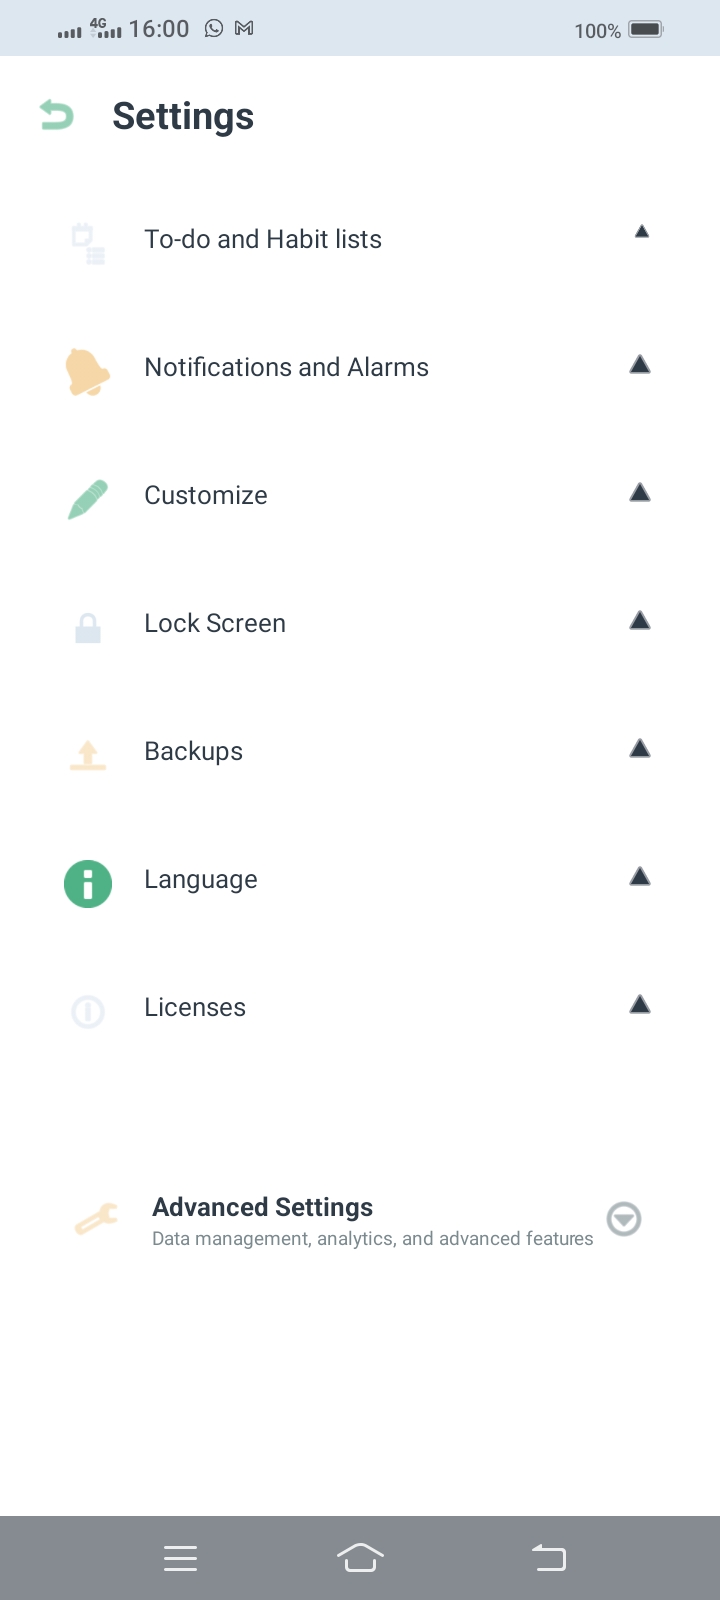 4G 16:00 100%
Settings
To-do and Habit lists
Notifications and Alarms
Customize
Lock Screen
Backups
Language
Licenses
Advanced Settings
Data management, analytics, and advanced features